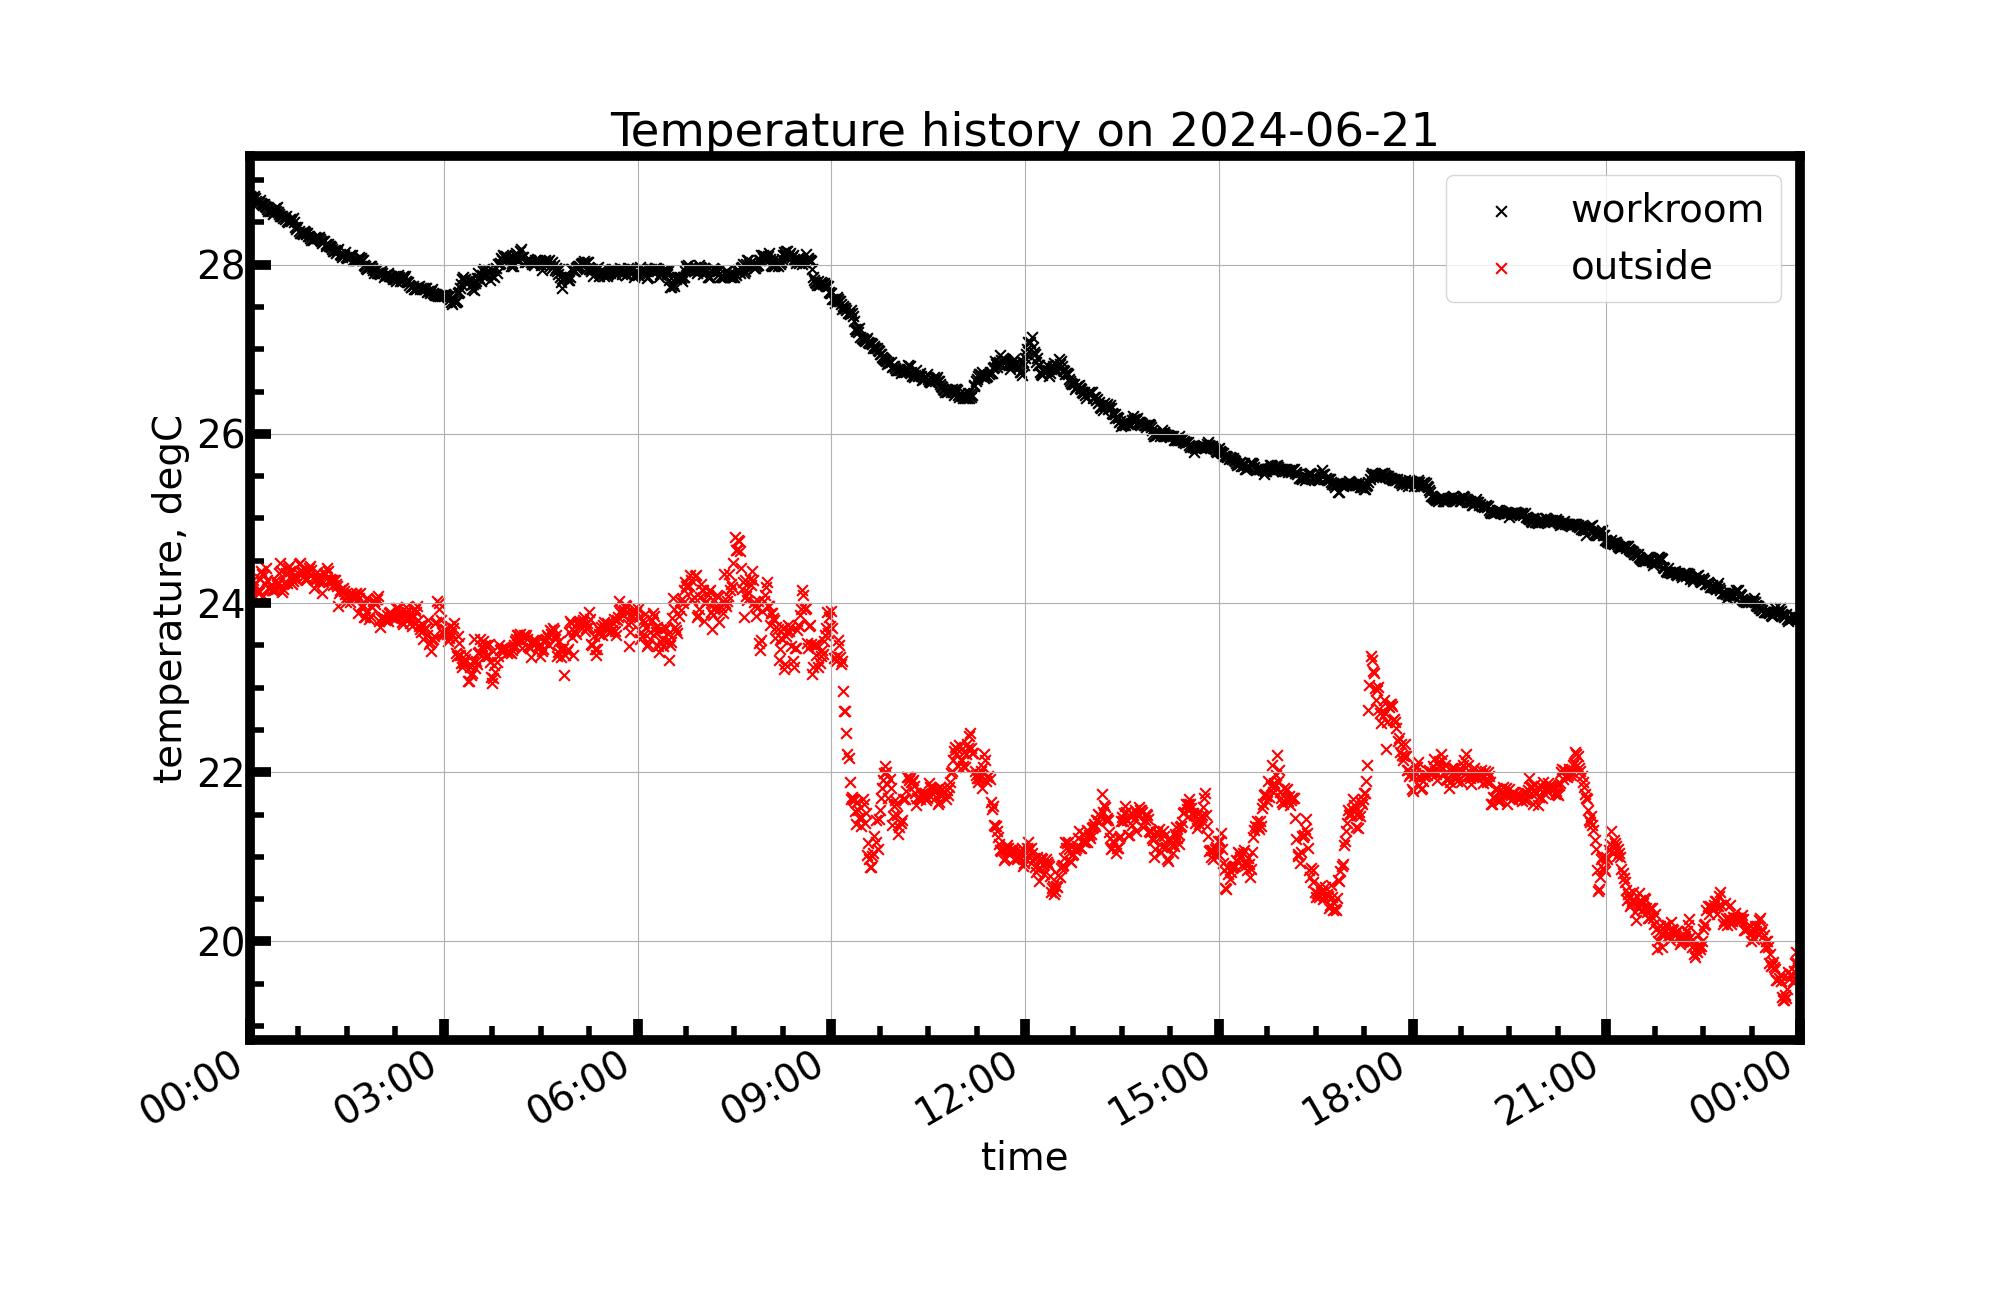 Temperature history on 2024-06-21
workroom
outside
temperature, degC
28
26
24
22
20
00:00 03:00 06:00 09:00 12:00 15:00 18:00 21:00 00:00
time